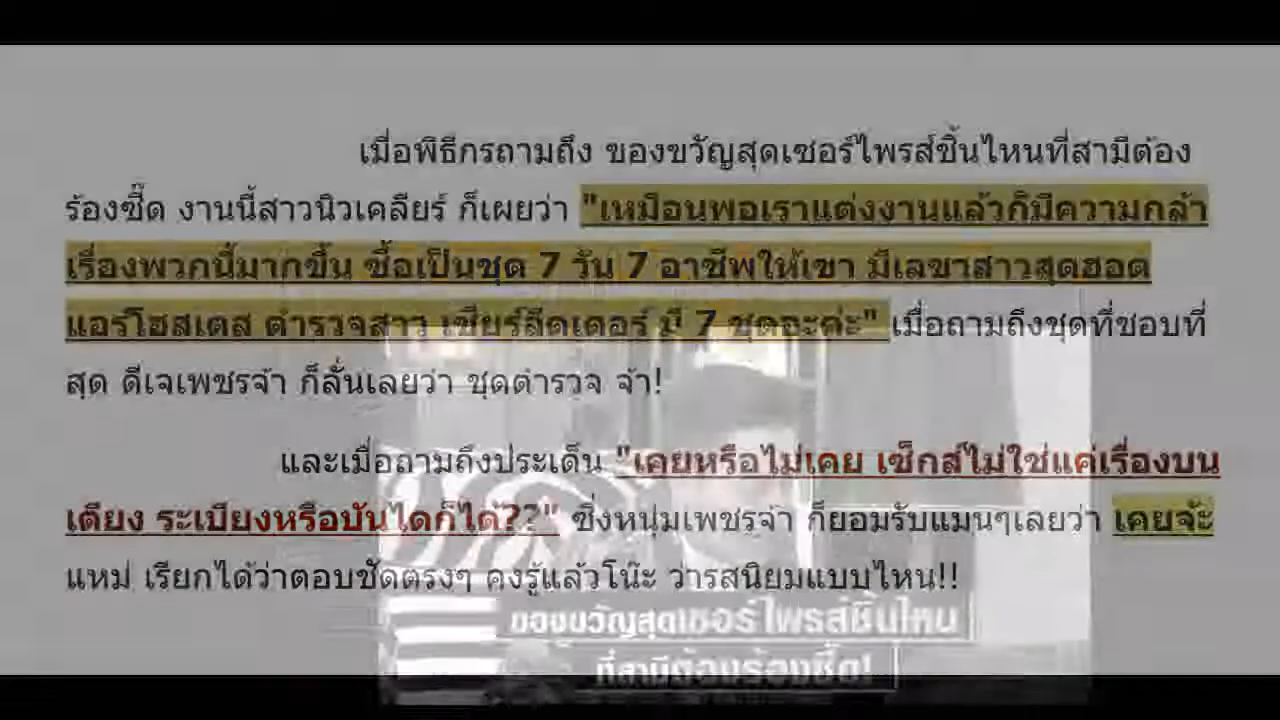 เมื่อพิธีกรถามถึง ของขวัญสุดเซอร์ไพรส์ชิ้นไหนที่สามีต้อง
ร้องซี๊ด งานนี้สาวนิวเคลียร์ ก็เผยว่า "เหมือนพอเราแต่งงานแล้วก็มีความกล้า
เรื่องพวกนี้มากขึ้น ซื้อเป็นชุด 7 วัน 7 อาชีพให้เขา มีเลขาสาวสุดฮอต
แอร์โฮสเตส ตำรวจสาว เชียร์ลีดเดอร์ มี 7 ชุดอะค่ะ" เมื่อถามถึงชุดที่ชอบที่
สุด ดีเจเพชรจ้า ก็ลั่นเลยว่า ชุดตำรวจ จ้า!
และเมื่อถามถึงประเด็น "เคยหรือไม่เคย เซ็กส์ไม่ใช่แค่เรื่องบน
เตียง ระเบียงหรือบันไดก็ได้??" ซึ่งหนุ่มเพชรจ้า ก็ยอมรับแมนๆเลยว่า เคยจ้ะ
แหม่ เรียกได้ว่าตอบชัดตรงๆ คงรู้แล้วโน๊ะ ว่ารสนิยมแบบไหน!!
ของขวัญสุดเซอร์ไพรส์ชิ้นไหน
ที่สามีต้องร้องซี๊ด!